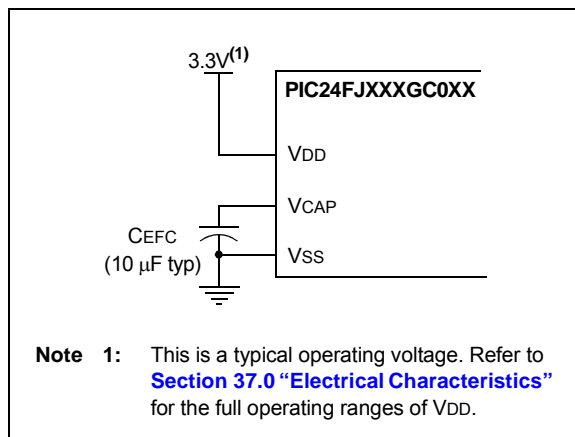 3.3V(1)
PIC24FJXXXGC0XX
VDD
VCAP
CEFC
(10 μF typ)
VSS
Note 1: This is a typical operating voltage. Refer to
Section 37.0 “Electrical Characteristics”
for the full operating ranges of VDD.